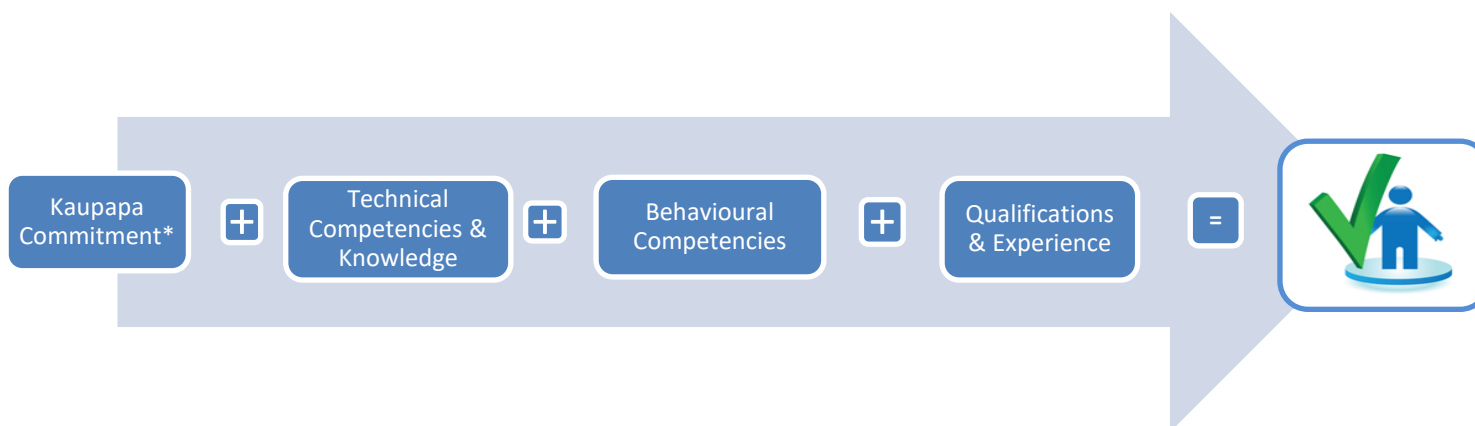 Kaupapa
Commitment*
+
Technical
Competencies &
Knowledge
+
Behavioural
Competencies
+
Qualifications
& Experience
=